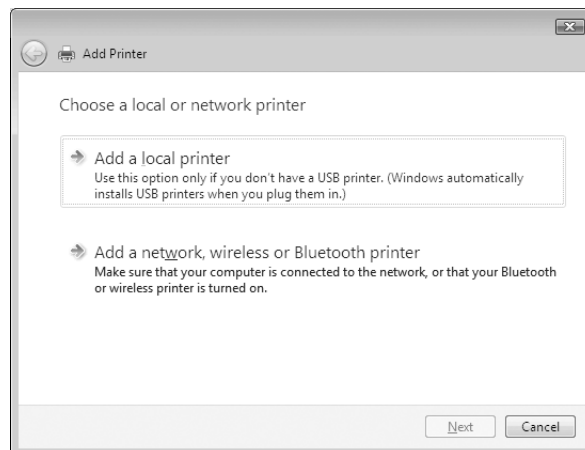 Add Printer
Choose a local or network printer
Add a local printer
Use this option only if you don't have a USB printer. (Windows automatically
installs USB printers when you plug them in.)
Add a network, wireless or Bluetooth printer
Make sure that your computer is connected to the network, or that your Bluetooth
or wireless printer is turned on.
Next Cancel